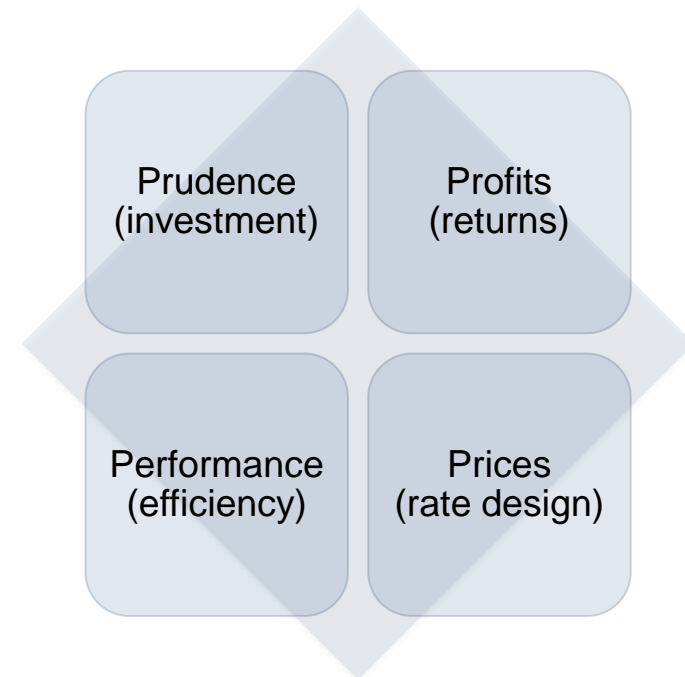 Prudence
(investment)
Profits
(returns)
Performance
(efficiency)
Prices
(rate design)